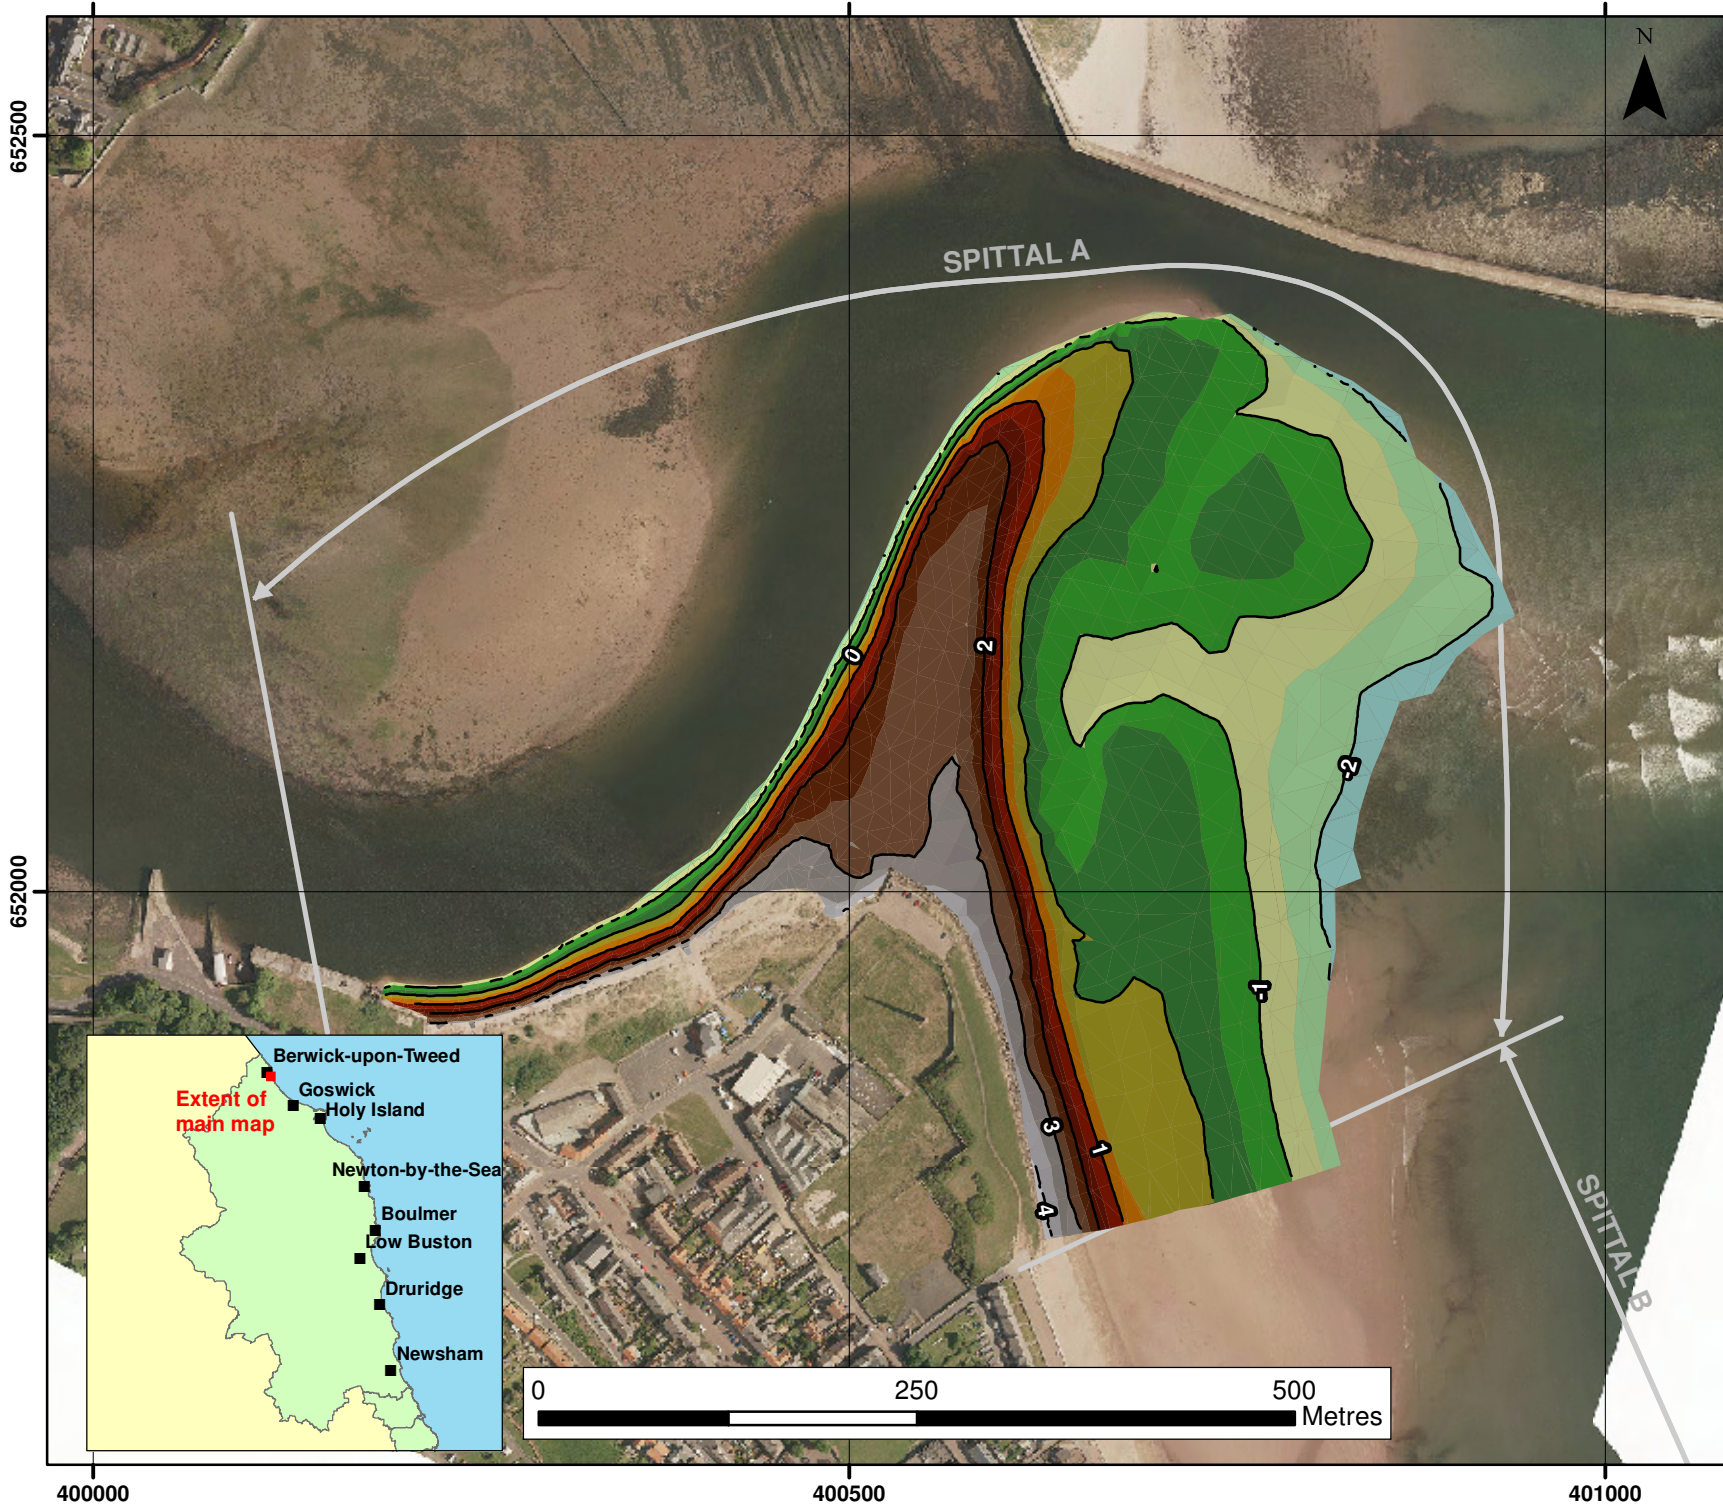 N
652500
SPITTAL A
0
2
-2
652000
-1
3
1
4
SPITTAL B
Berwick-upon-Tweed
Extent of
main map
Goswick
Holy Island
Newton-by-the-Sea
Boulmer
Low Buston
Druridge
Newsham
0 250 500
Metres
400000 400500 401000